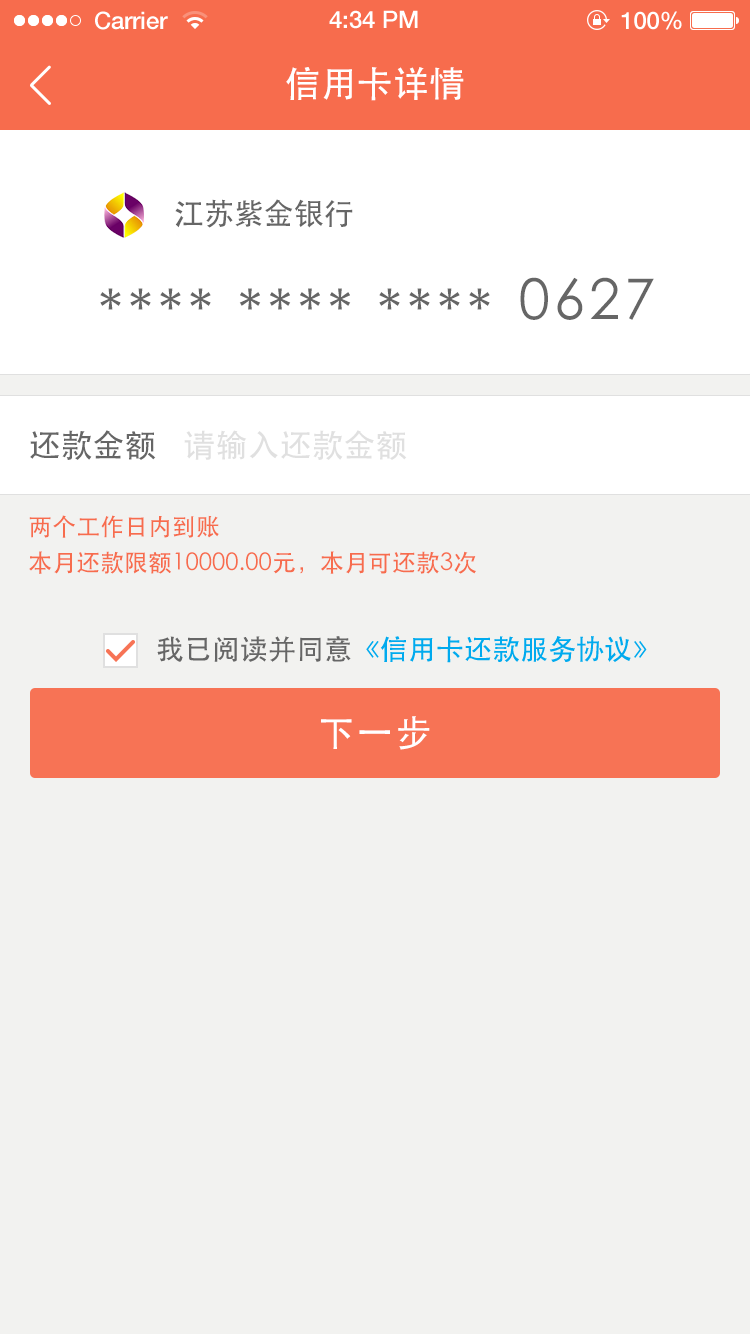 Carrier 4:34 PM 100%
信用卡详情
江苏紫金银行
**** **** **** 0627
还款金额 请输入还款金额
两个工作日内到账
本月还款限额10000.00元，本月可还款3次
我已阅读并同意《信用卡还款服务协议》
下一步